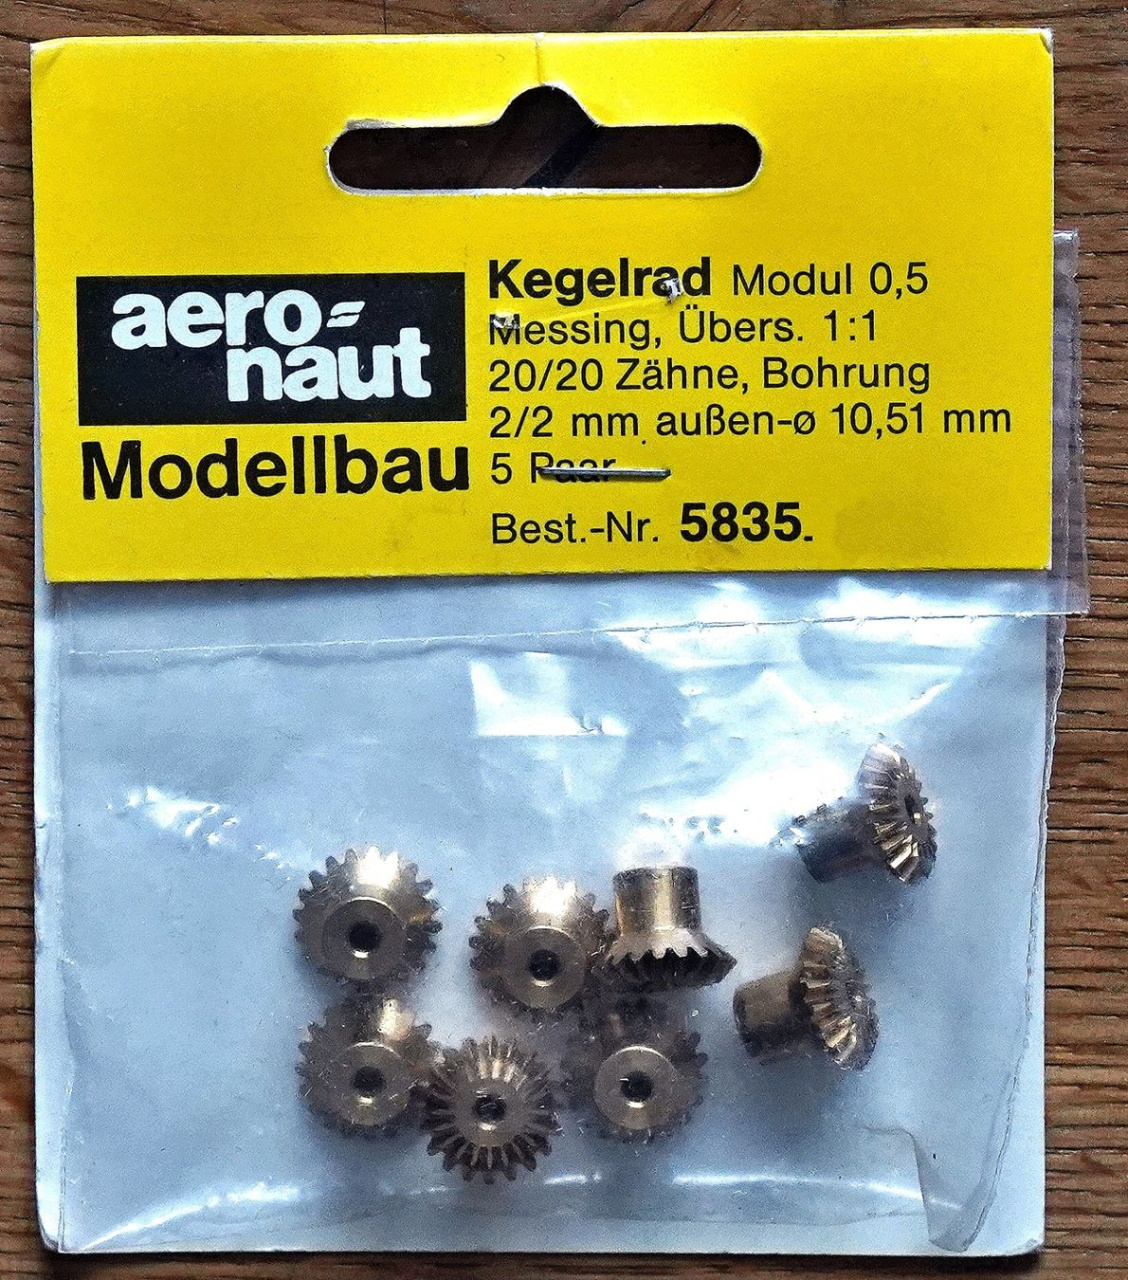 aero=
naut
Modellbau
Kegelrad Modul 0,5
Messing, Übers. 1:1
20/20 Zähne, Bohrung
2/2 mm außen-ø 10,51 mm
5 Paar
Best.-Nr. 5835.